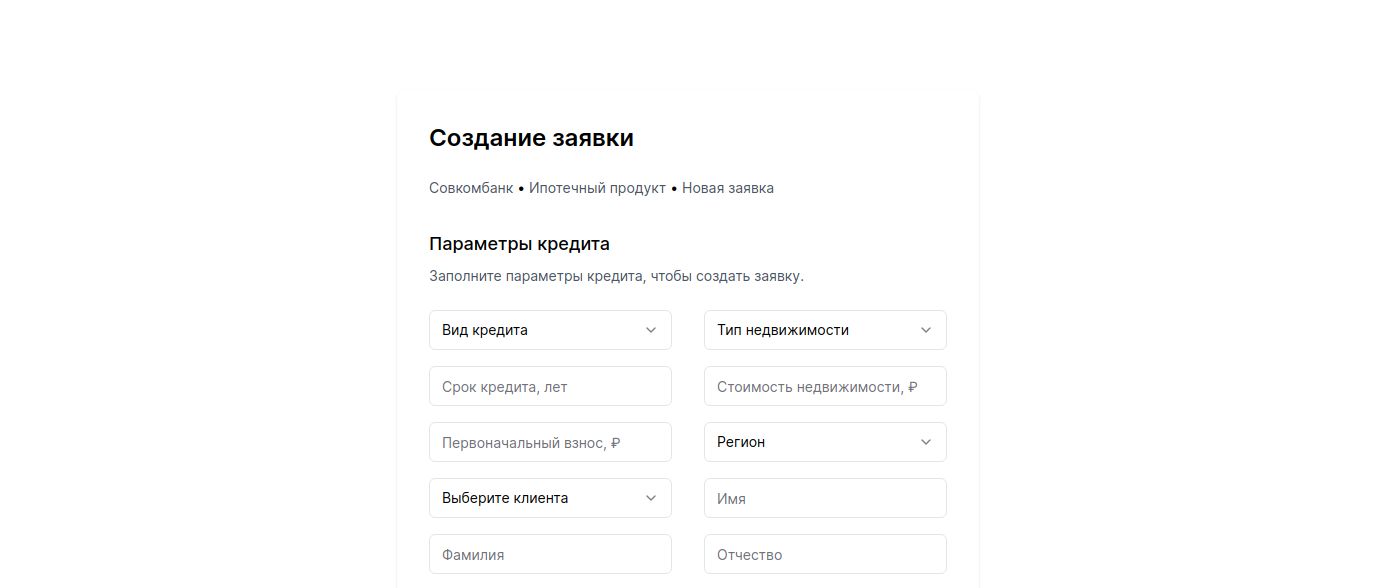 Создание заявки
Совкомбанк • Ипотечный продукт • Новая заявка
Параметры кредита
Заполните параметры кредита, чтобы создать заявку.
Вид кредита
Тип недвижимости
Срок кредита, лет
Стоимость недвижимости, ₽
Первоначальный взнос, ₽
Регион
Выберите клиента
Имя
Фамилия
Отчество